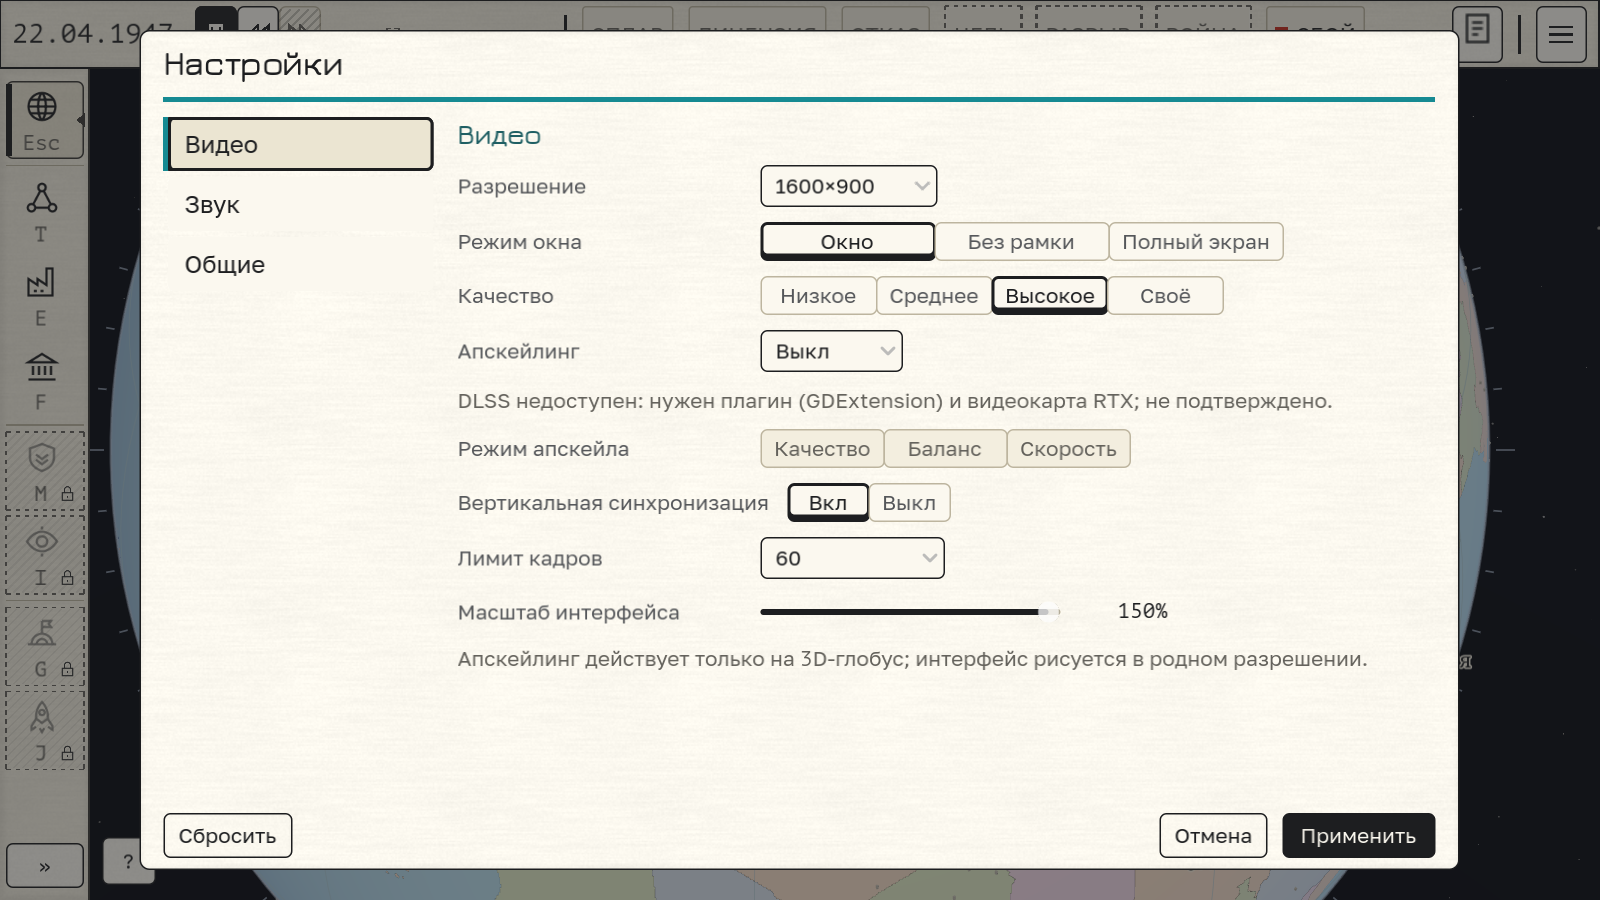 22.04.1947
Настройки
Esc
Видео
Звук
Общие
Видео
Разрешение
1600×900
Режим окна
Окно
Без рамки
Полный экран
Качество
Низкое
Среднее
Высокое
Своё
Апскейлинг
Выкл
DLSS недоступен: нужен плагин (GDExtension) и видеокарта RTX; не подтверждено.
Режим апскейла
Качество
Баланс
Скорость
Вертикальная синхронизация
Вкл
Выкл
Лимит кадров
60
Масштаб интерфейса
150%
Апскейлинг действует только на 3D-глобус; интерфейс рисуется в родном разрешении.
T
E
F
M
I
G
J
»
?
я
Сбросить
Отмена
Применить